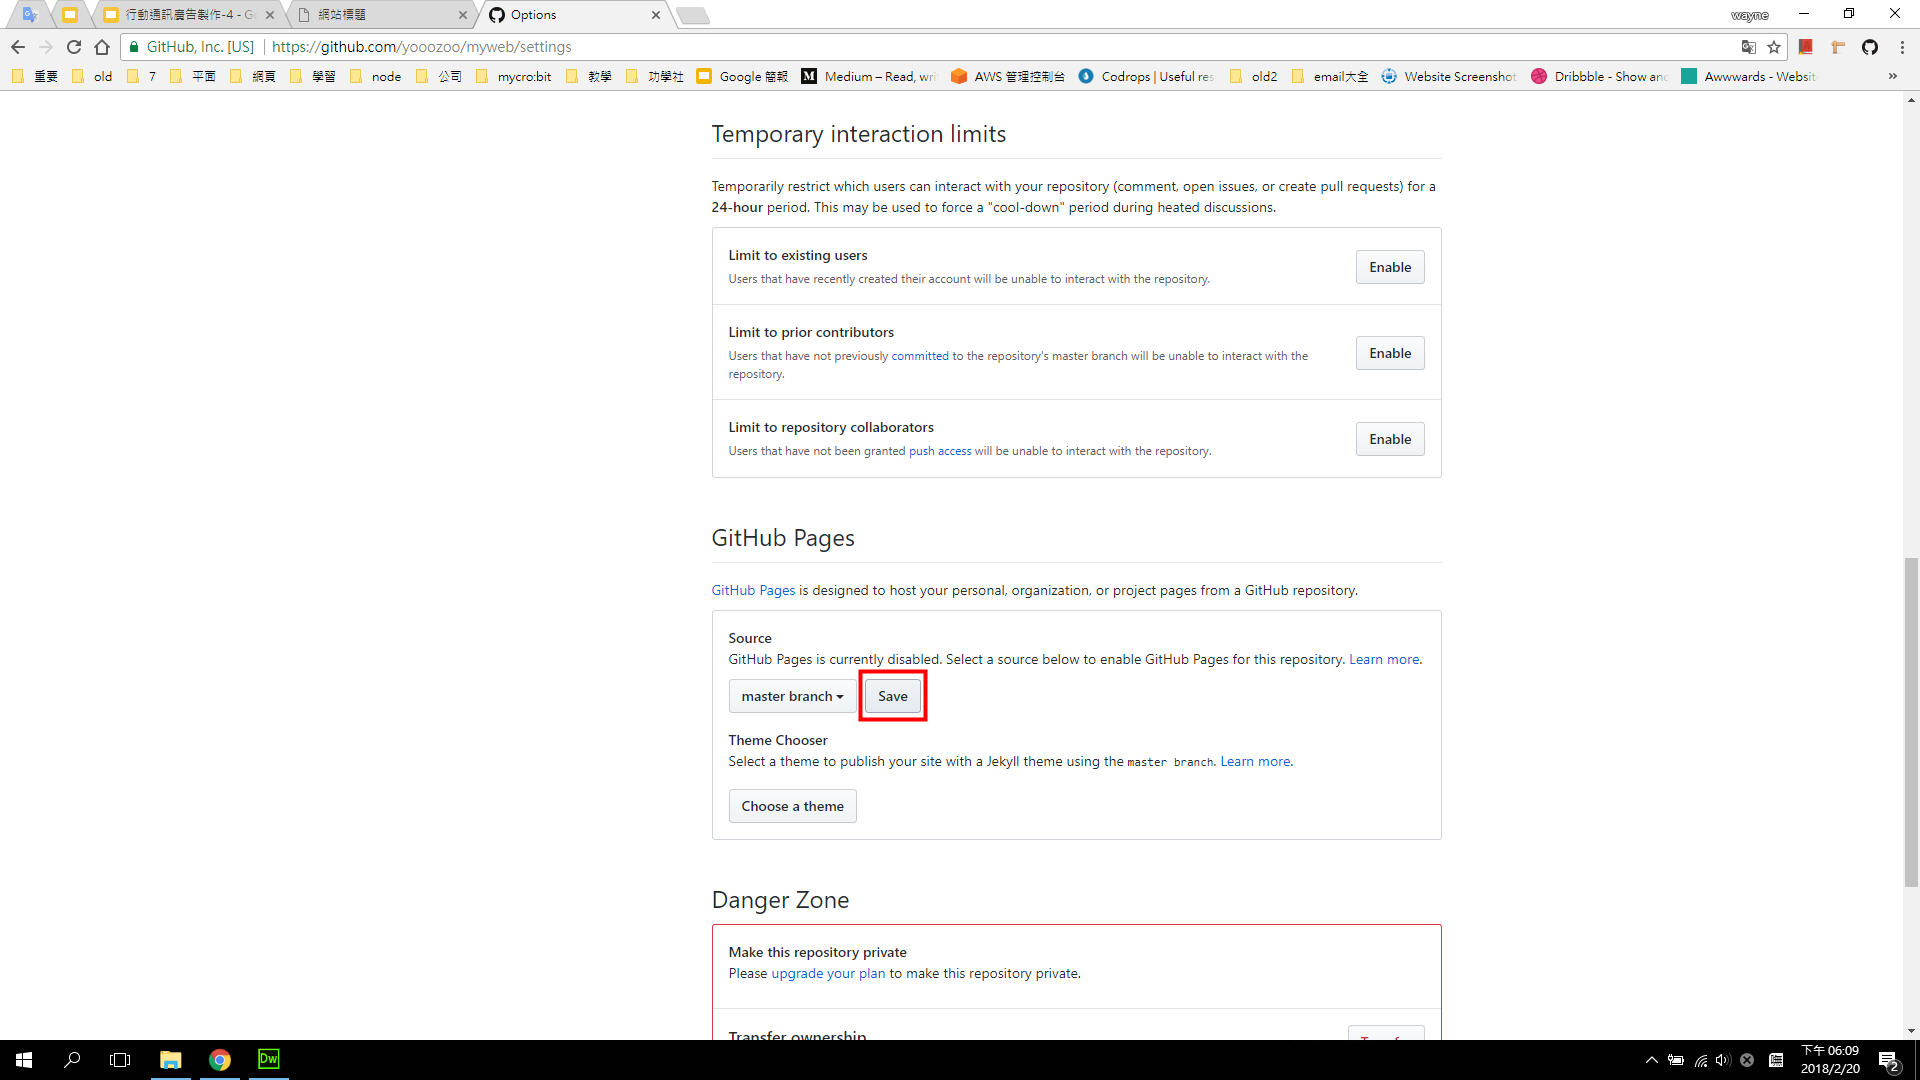 行動通訊廣告製作-4 - G
網站標題
Options
wayne
GitHub, Inc. [US]
https://github.com/yooozoo/myweb/settings
重要
old
7
平面
網頁
學習
node
公司
mycro:bit
教學
功學社
Google 簡報
Medium – Read, wri
AWS 管理控制台
Codrops | Useful res
old2
email大全
Website Screenshot
Dribbble - Show and
Awwwards - Websit
»
Temporary interaction limits
Temporarily restrict which users can interact with your repository (comment, open issues, or create pull requests) for a
24-hour period. This may be used to force a "cool-down" period during heated discussions.
Limit to existing users
Users that have recently created their account will be unable to interact with the repository.
Enable
Limit to prior contributors
Users that have not previously committed to the repository's master branch will be unable to interact with the
repository.
Enable
Limit to repository collaborators
Users that have not been granted push access will be unable to interact with the repository.
Enable
GitHub Pages
GitHub Pages is designed to host your personal, organization, or project pages from a GitHub repository.
Source
GitHub Pages is currently disabled. Select a source below to enable GitHub Pages for this repository. Learn more.
master branch
Save
Theme Chooser
Select a theme to publish your site with a Jekyll theme using the master branch. Learn more.
Choose a theme
Danger Zone
Make this repository private
Please upgrade your plan to make this repository private.
Transfer ownership
Dw
下午 06:09
2018/2/20
2